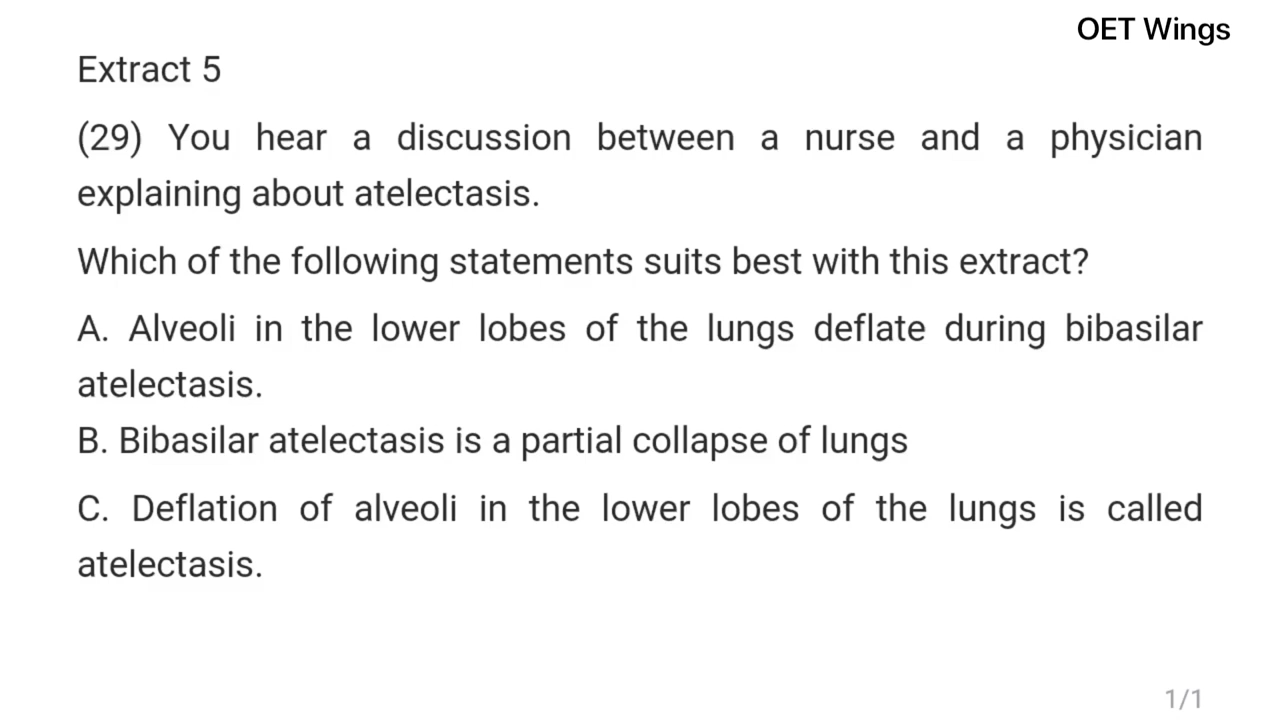 OET Wings
Extract 5
(29) You hear a discussion between a nurse and a physician
explaining about atelectasis.
Which of the following statements suits best with this extract?
A. Alveoli in the lower lobes of the lungs deflate during bibasilar
atelectasis.
B. Bibasilar atelectasis is a partial collapse of lungs
C. Deflation of alveoli in the lower lobes of the lungs is called
atelectasis.
1/1